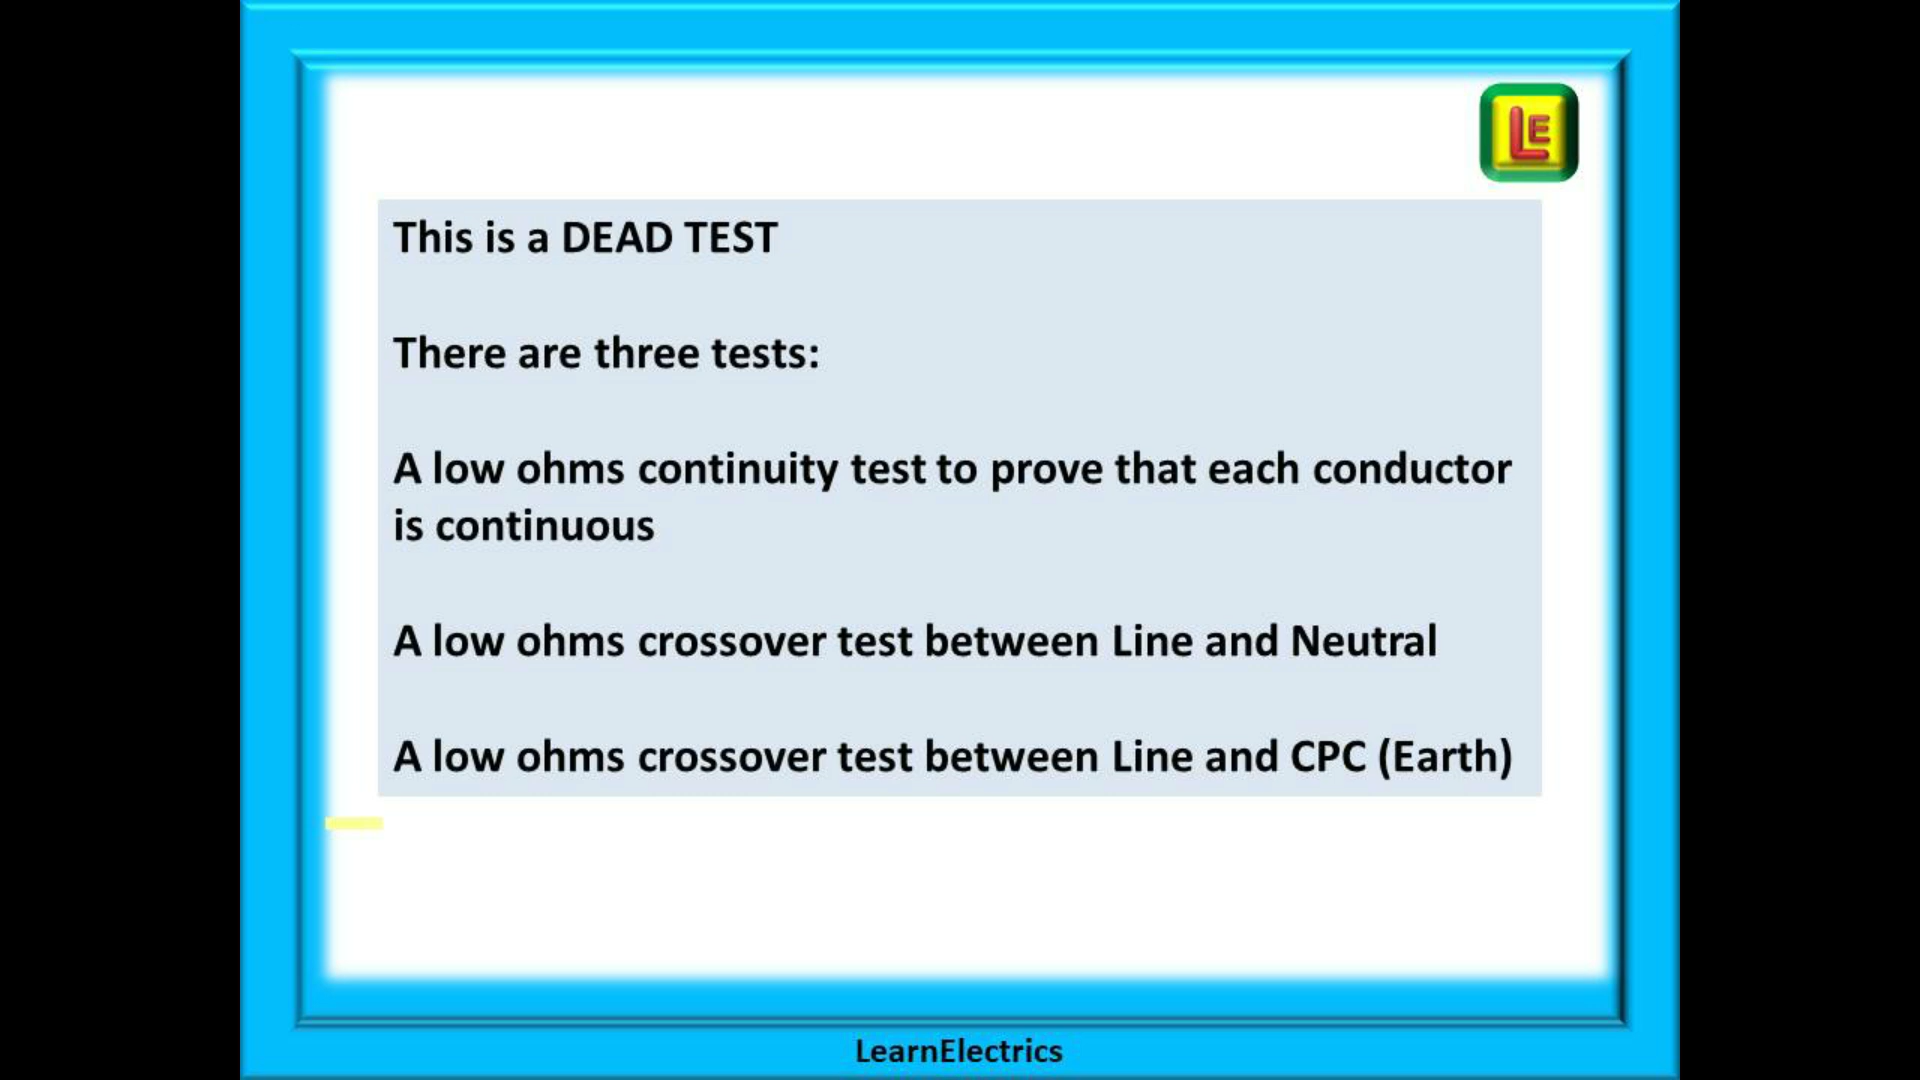 LE
This is a DEAD TEST
There are three tests:
A low ohms continuity test to prove that each conductor
is continuous
A low ohms crossover test between Line and Neutral
A low ohms crossover test between Line and CPC (Earth)
LearnElectrics